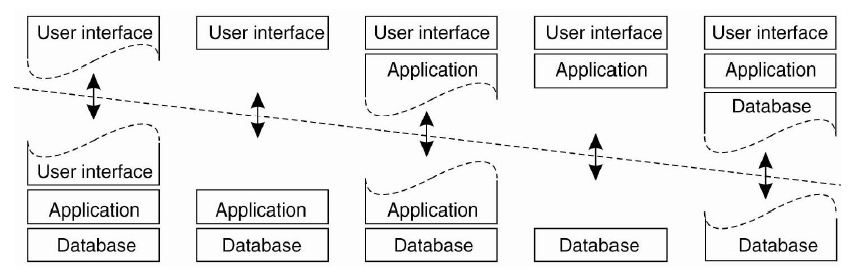 User interface
User interface
Application
Database
User interface
Application
Database
User interface
Application
Application
Database
User interface
Application
Database
User interface
Application
Database
Database